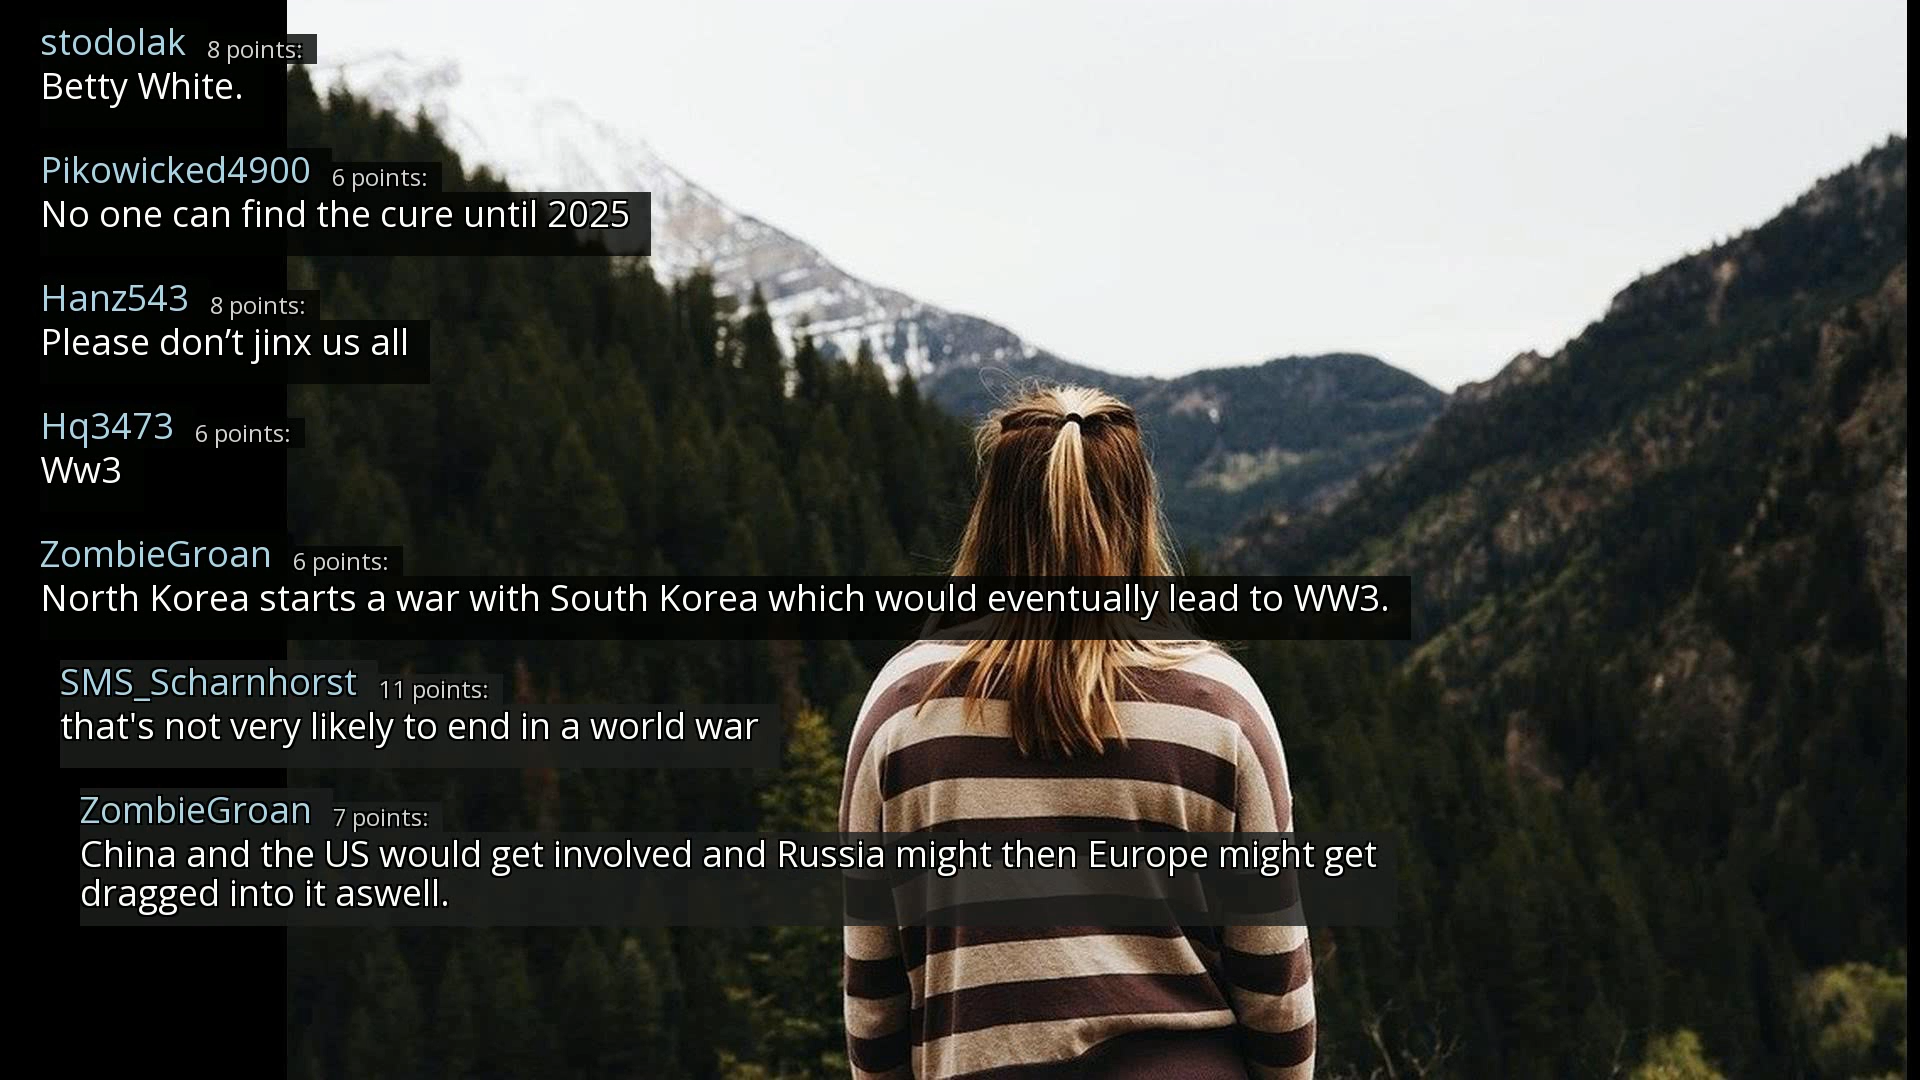 stodolak 8 points:
Betty White.
Pikowicked4900 6 points:
No one can find the cure until 2025
Hanz543 8 points:
Please don’t jinx us all
Hq3473 6 points:
Ww3
ZombieGroan 6 points:
North Korea starts a war with South Korea which would eventually lead to WW3.
SMS_Scharnhorst 11 points:
that's not very likely to end in a world war
ZombieGroan 7 points:
China and the US would get involved and Russia might then Europe might get
dragged into it aswell.